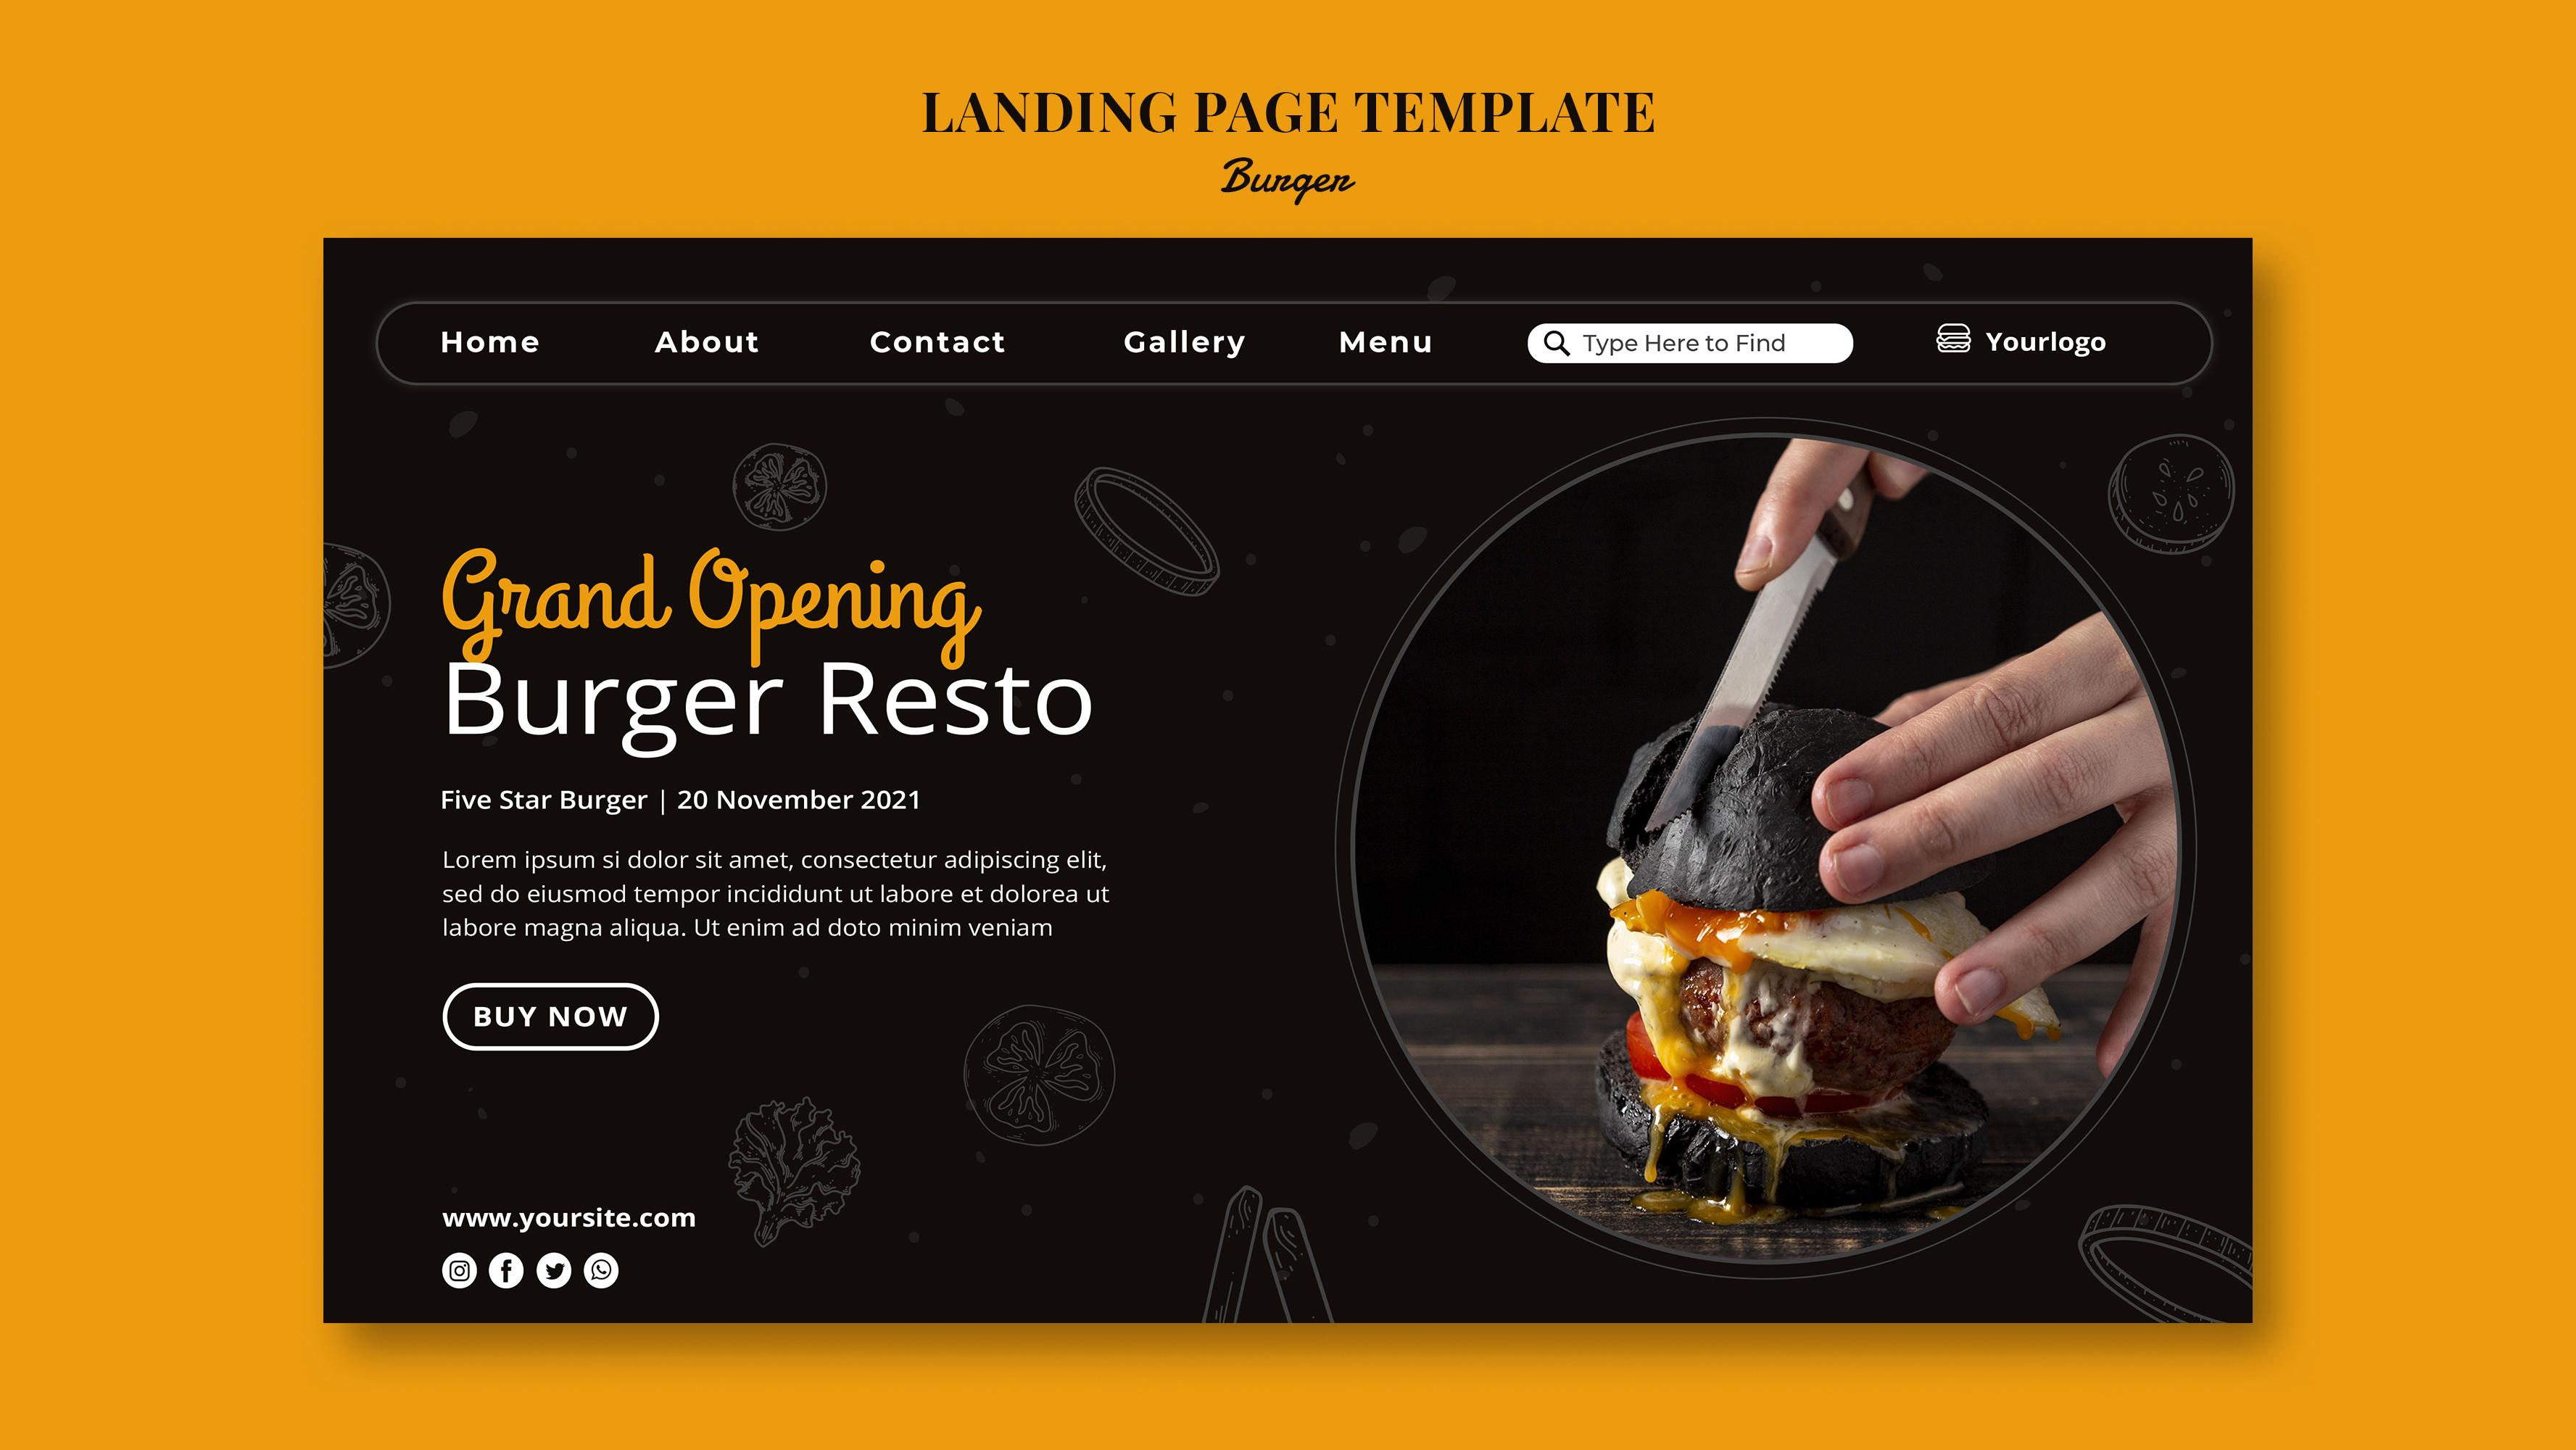 LANDING PAGE TEMPLATE
Burger
Home About Contact Gallery Menu Type Here to Find Yourlogo
Grand Opening
Burger Resto
Five Star Burger | 20 November 2021
Lorem ipsum si dolor sit amet, consectetur adipiscing elit,
sed do eiusmod tempor incididunt ut labore et dolorea ut
labore magna aliqua. Ut enim ad doto minim veniam
BUY NOW
www.yoursite.com